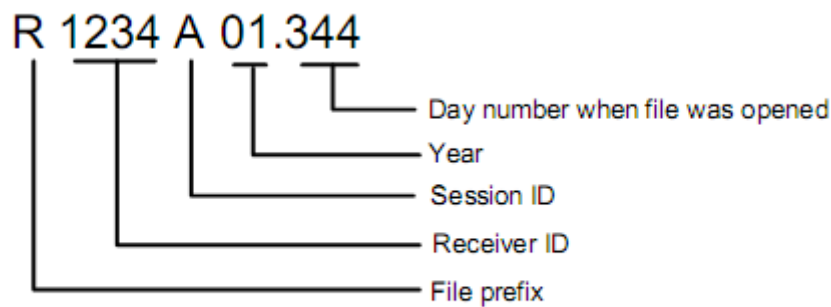 R 1234 A 01.344
Day number when file was opened
Year
Session ID
Receiver ID
File prefix